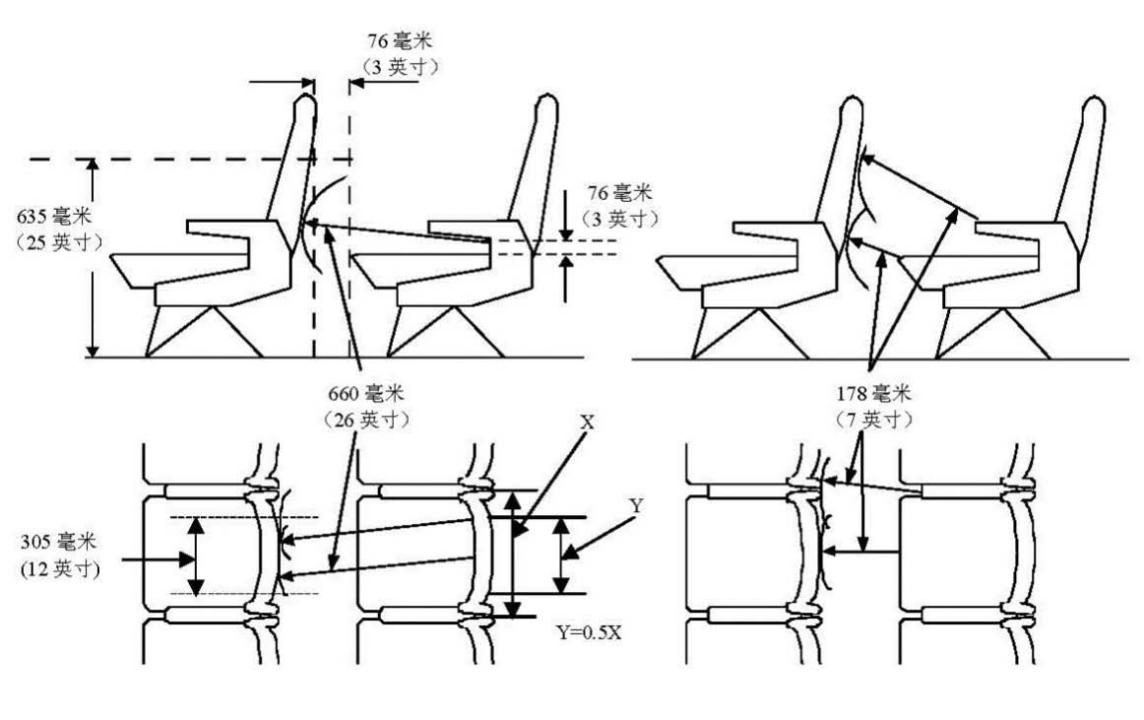 76 毫米
（3 英寸）
635 毫米
（25 英寸）
76 毫米
（3 英寸）
660 毫米
（26 英寸）
178 毫米
（7 英寸）
X
Y
305 毫米
(12 英寸)
Y=0.5X